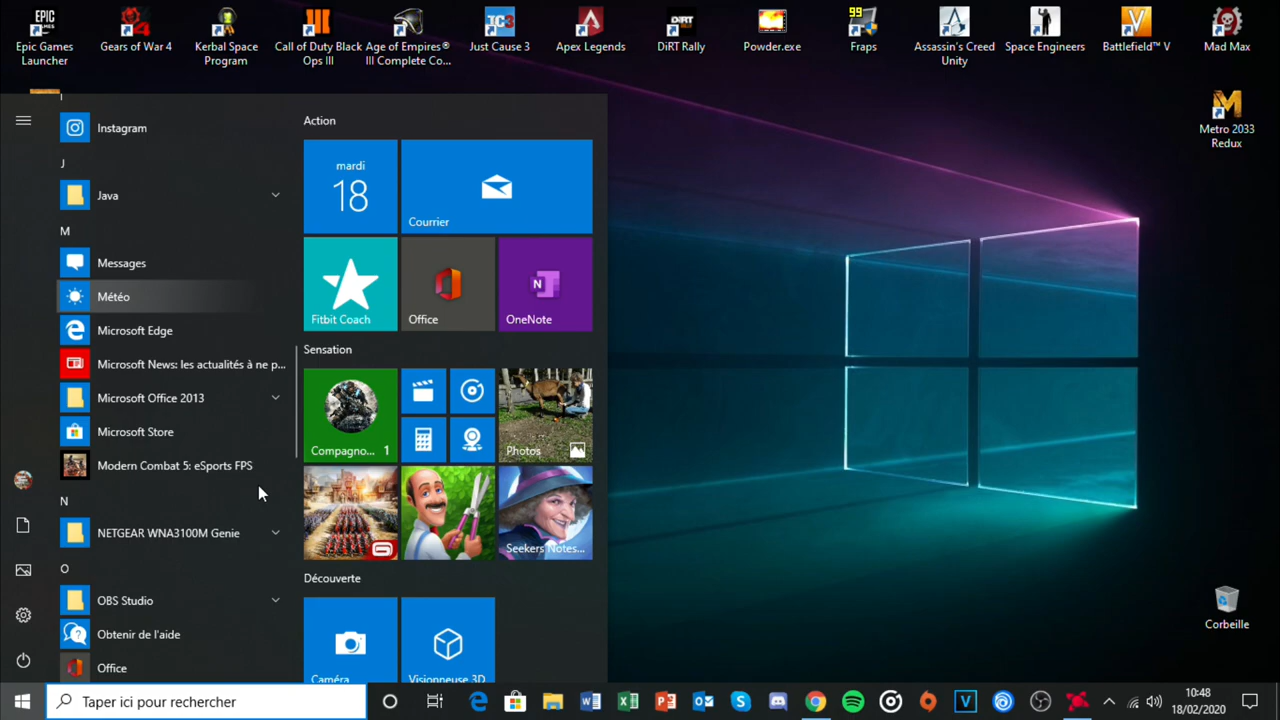 Epic Games
Launcher
Gears of War 4
Kerbal Space
Program
Call of Duty Black
Ops III
Age of Empires®
III Complete Co...
Just Cause 3
Apex Legends
DiRT Rally
Powder.exe
99
Fraps
Assassin's Creed
Unity
Space Engineers
Battlefield™ V
Mad Max
Metro 2033
Redux
Corbeille
I
Instagram
J
Java
M
Messages
Météo
Microsoft Edge
Microsoft News: les actualités à ne p...
Microsoft Office 2013
Microsoft Store
Modern Combat 5: eSports FPS
N
NETGEAR WNA3100M Genie
O
OBS Studio
Obtenir de l'aide
Office
Action
mardi
18
Courrier
Fitbit Coach
Office
OneNote
Sensation
Compagno... 1
Photos
Seekers Notes...
Découverte
Caméra
Visionneuse 3D
Taper ici pour rechercher
10:48
18/02/2020